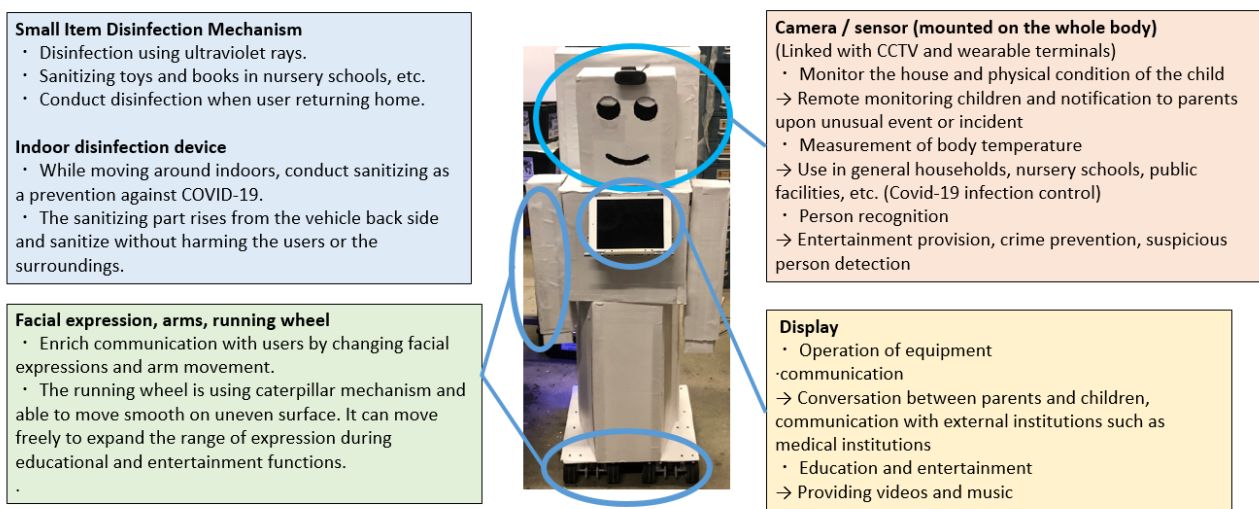 Small Item Disinfection Mechanism
・ Disinfection using ultraviolet rays.
・ Sanitizing toys and books in nursery schools, etc.
・ Conduct disinfection when user returning home.
Indoor disinfection device
・ While moving around indoors, conduct sanitizing as
a prevention against COVID-19.
・ The sanitizing part rises from the vehicle back side
and sanitize without harming the users or the
surroundings.
Facial expression, arms, running wheel
・ Enrich communication with users by changing facial
expressions and arm movement.
・ The running wheel is using caterpillar mechanism and
able to move smooth on uneven surface. It can move
freely to expand the range of expression during
educational and entertainment functions.
.
Camera / sensor (mounted on the whole body)
(Linked with CCTV and wearable terminals)
・ Monitor the house and physical condition of the child
→ Remote monitoring children and notification to parents
upon unusual event or incident
・ Measurement of body temperature
→ Use in general households, nursery schools, public
facilities, etc. (Covid-19 infection control)
・ Person recognition
→ Entertainment provision, crime prevention, suspicious
person detection
Display
・ Operation of equipment
·communication
→ Conversation between parents and children,
communication with external institutions such as
medical institutions
・ Education and entertainment
→ Providing videos and music